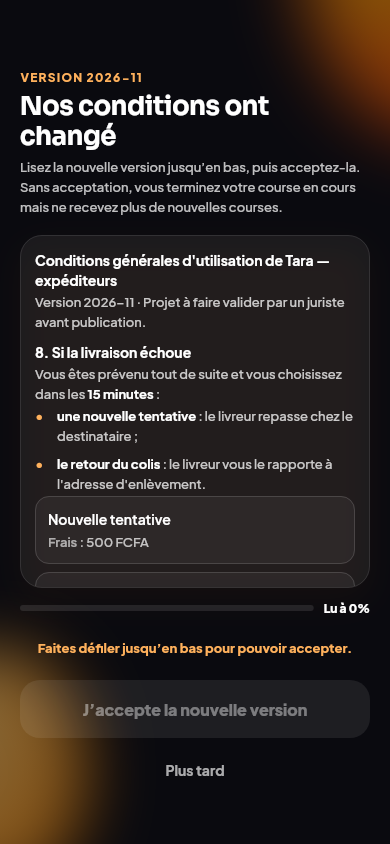 VERSION 2026-11
Nos conditions ont
changé
Lisez la nouvelle version jusqu'en bas, puis acceptez-la.
Sans acceptation, vous terminez votre course en cours
mais ne recevez plus de nouvelles courses.
Conditions générales d'utilisation de Tara —
expéditeurs
Version 2026-11 · Projet à faire valider par un juriste
avant publication.
8. Si la livraison échoue
Vous êtes prévenu tout de suite et vous choisissez
dans les 15 minutes :
• une nouvelle tentative : le livreur repasse chez le
destinataire ;
• le retour du colis : le livreur vous le rapporte à
l'adresse d'enlèvement.
Nouvelle tentative
Frais : 500 FCFA
Lu à 0%
Faites défiler jusqu'en bas pour pouvoir accepter.
J'accepte la nouvelle version
Plus tard